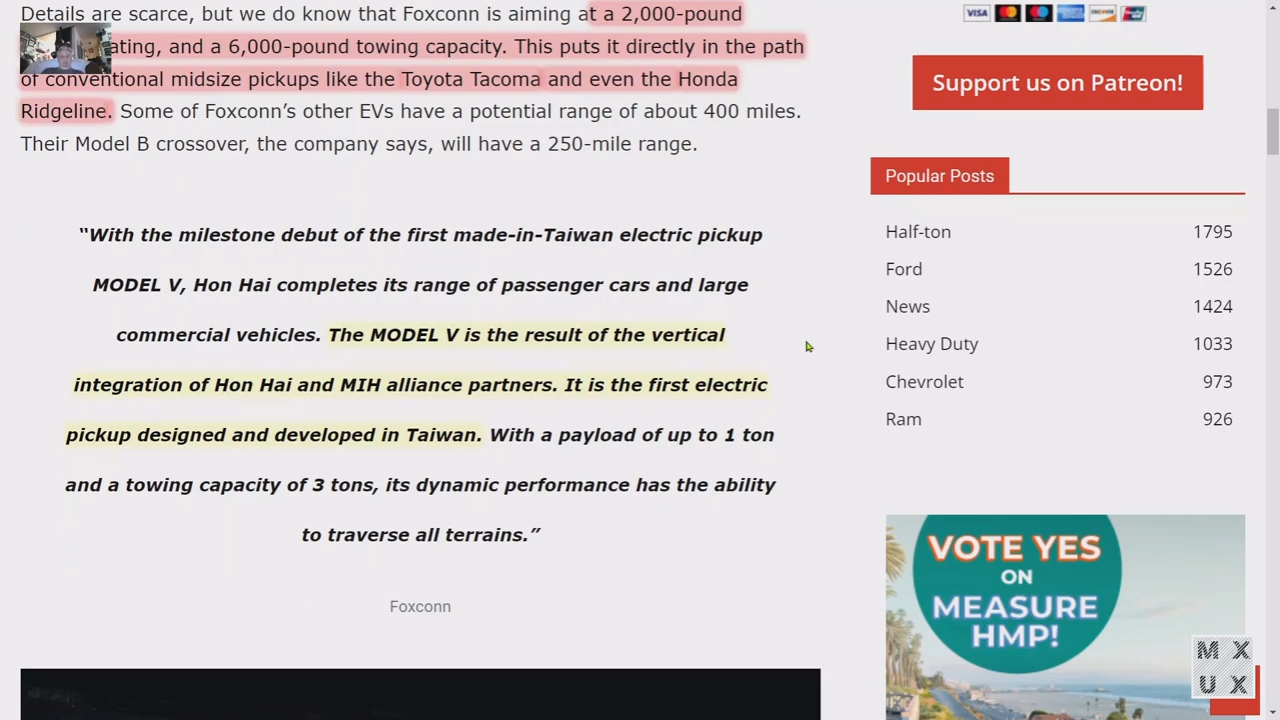 Details are scarce, but we do know that Foxconn is aiming at a 2,000-pound
ating, and a 6,000-pound towing capacity. This puts it directly in the path
of conventional midsize pickups like the Toyota Tacoma and even the Honda
Ridgeline. Some of Foxconn’s other EVs have a potential range of about 400 miles.
Their Model B crossover, the company says, will have a 250-mile range.
“With the milestone debut of the first made-in-Taiwan electric pickup
MODEL V, Hon Hai completes its range of passenger cars and large
commercial vehicles. The MODEL V is the result of the vertical
integration of Hon Hai and MIH alliance partners. It is the first electric
pickup designed and developed in Taiwan. With a payload of up to 1 ton
and a towing capacity of 3 tons, its dynamic performance has the ability
to traverse all terrains.”
Foxconn
VISA
Support us on Patreon!
Popular Posts
Half-ton 1795
Ford 1526
News 1424
Heavy Duty 1033
Chevrolet 973
Ram 926
VOTE YES
ON
MEASURE
HMP!
M X
U X